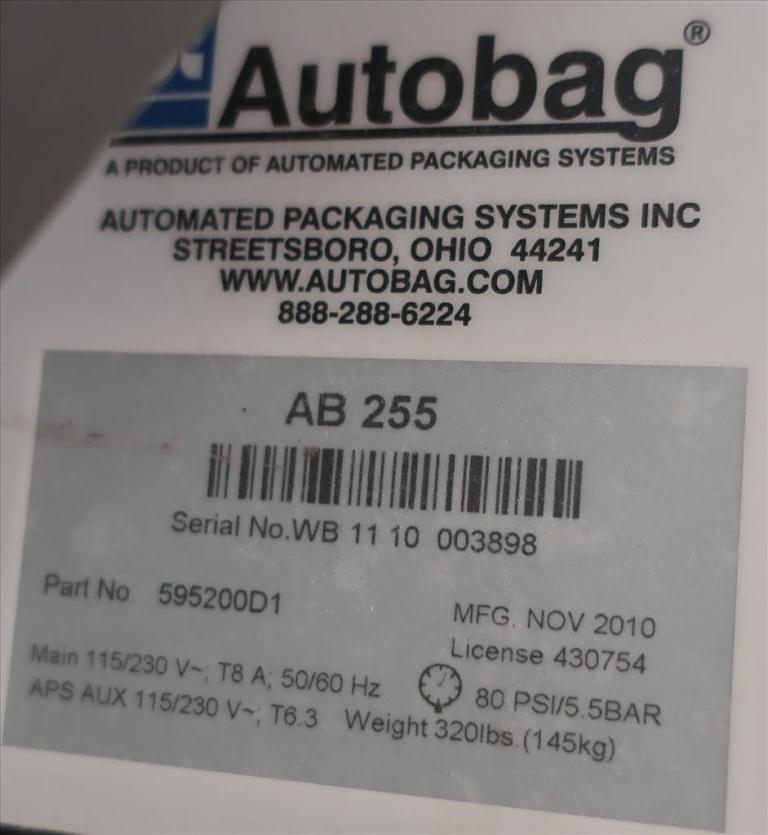 Autobag®
A PRODUCT OF AUTOMATED PACKAGING SYSTEMS
AUTOMATED PACKAGING SYSTEMS INC
STREETSBORO, OHIO 44241
WWW.AUTOBAG.COM
888-288-6224
AB 255
Serial No.WB 11 10 003898
Part No. 595200D1
MFG. NOV 2010
License 430754
Main 115/230 V~; T8 A; 50/60 Hz
80 PSI/5.5BAR
APS AUX 115/230 V~; T6.3 Weight 320lbs.(145kg)